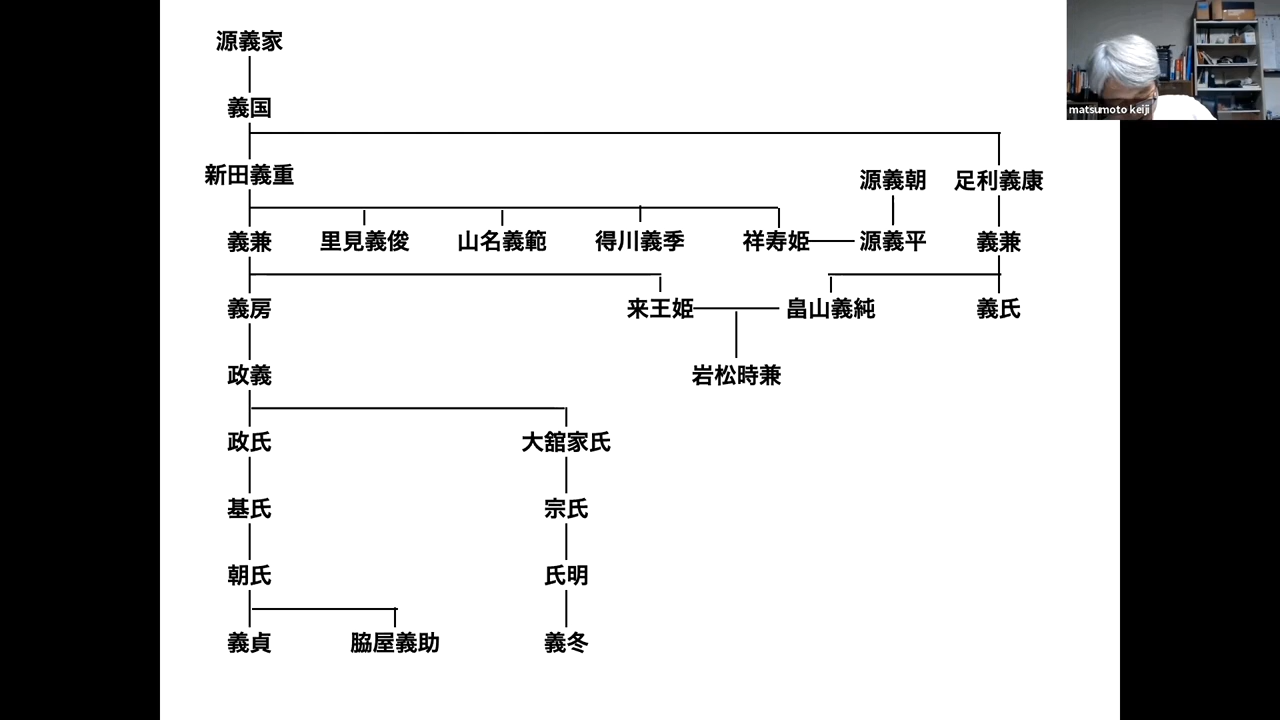 源義家
matsumoto keiji
義国
新田義重
源義朝
足利義康
義兼
里見義俊
山名義範
得川義季
祥寿姫
源義平
義兼
義房
来王姫
畠山義純
義氏
政義
岩松時兼
政氏
大舘家氏
基氏
宗氏
朝氏
氏明
義貞
脇屋義助
義冬